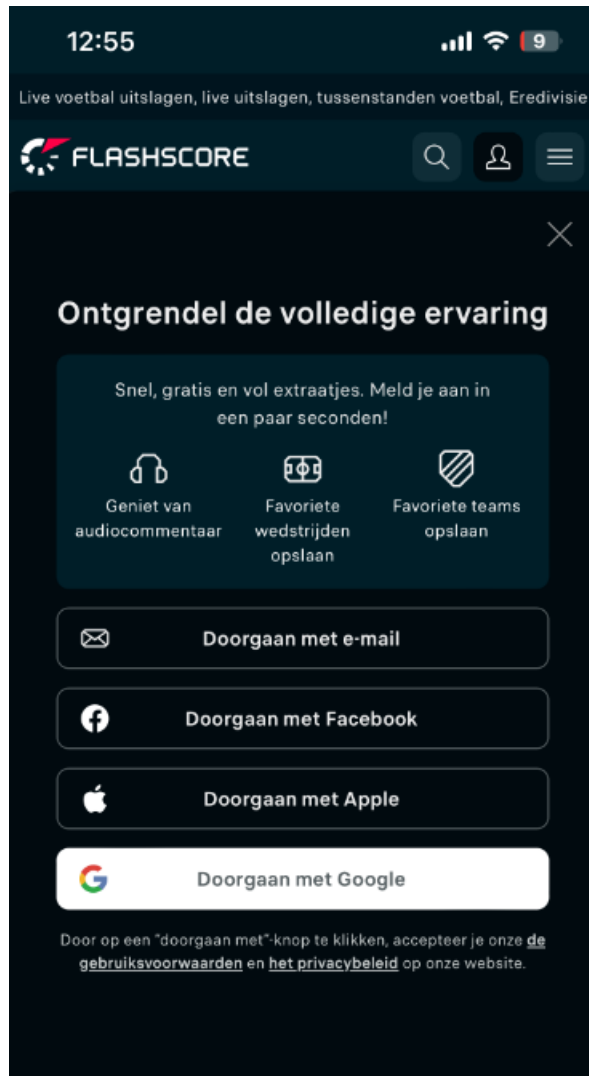 12:55
9
Live voetbal uitslagen, live uitslagen, tussenstanden voetbal, Eredivisie
FLASHSCORE
Ontgrendel de volledige ervaring
Snel, gratis en vol extraatjes. Meld je aan in
een paar seconden!
Geniet van
audiocommentaar
Favoriete
wedstrijden
opslaan
Favoriete teams
opslaan
Doorgaan met e-mail
Doorgaan met Facebook
Doorgaan met Apple
Doorgaan met Google
Door op een "doorgaan met"-knop te klikken, accepteer je onze de
gebruiksvoorwaarden en het privacybeleid op onze website.